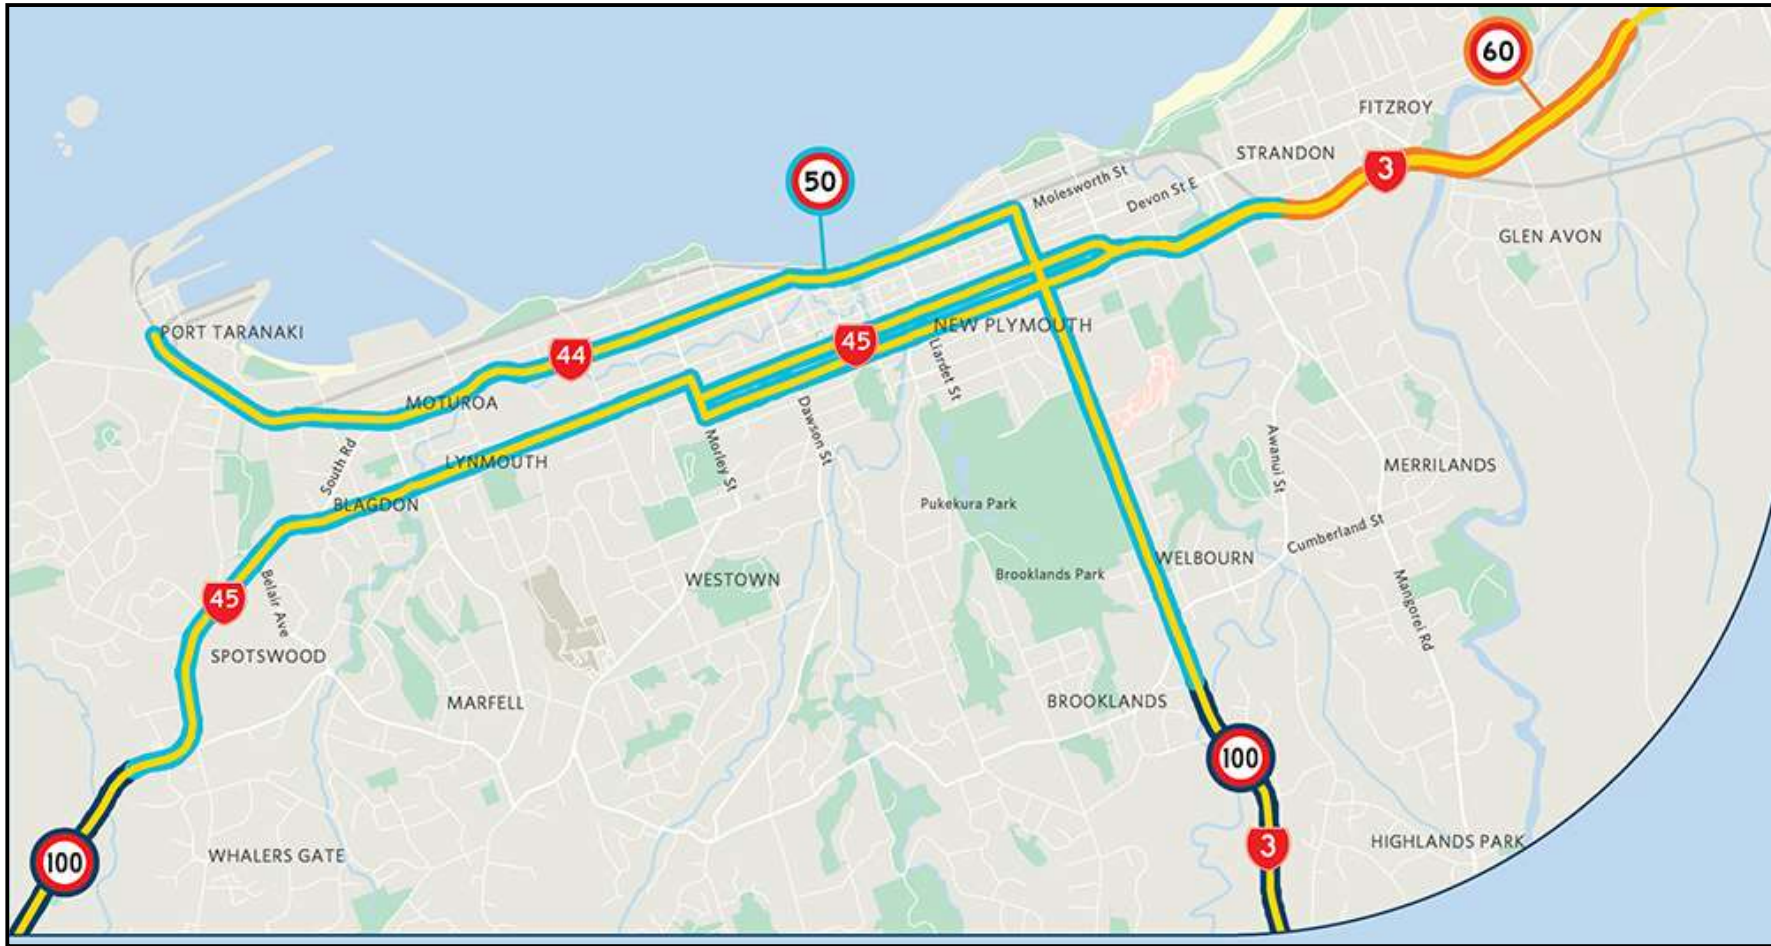 60
FITZROY
STRANDON
3
50
Molesworth St
Devon St E
GLEN AVON
PORT TARANAKI
NEW PLYMOUTH
45
44
Liardet St
MOTUROA
Dawson St
South Rd
LYNMOUTH
Morley St
Awanui St
MERRILANDS
BLAGDON
Pukekura Park
Cumberland St
WELBOURN
Brooklands Park
WESTOWN
45
Belair Ave
Mangorei Rd
SPOTSWOOD
MARFELL
BROOKLANDS
100
3
HIGHLANDS PARK
WHALERS GATE
100